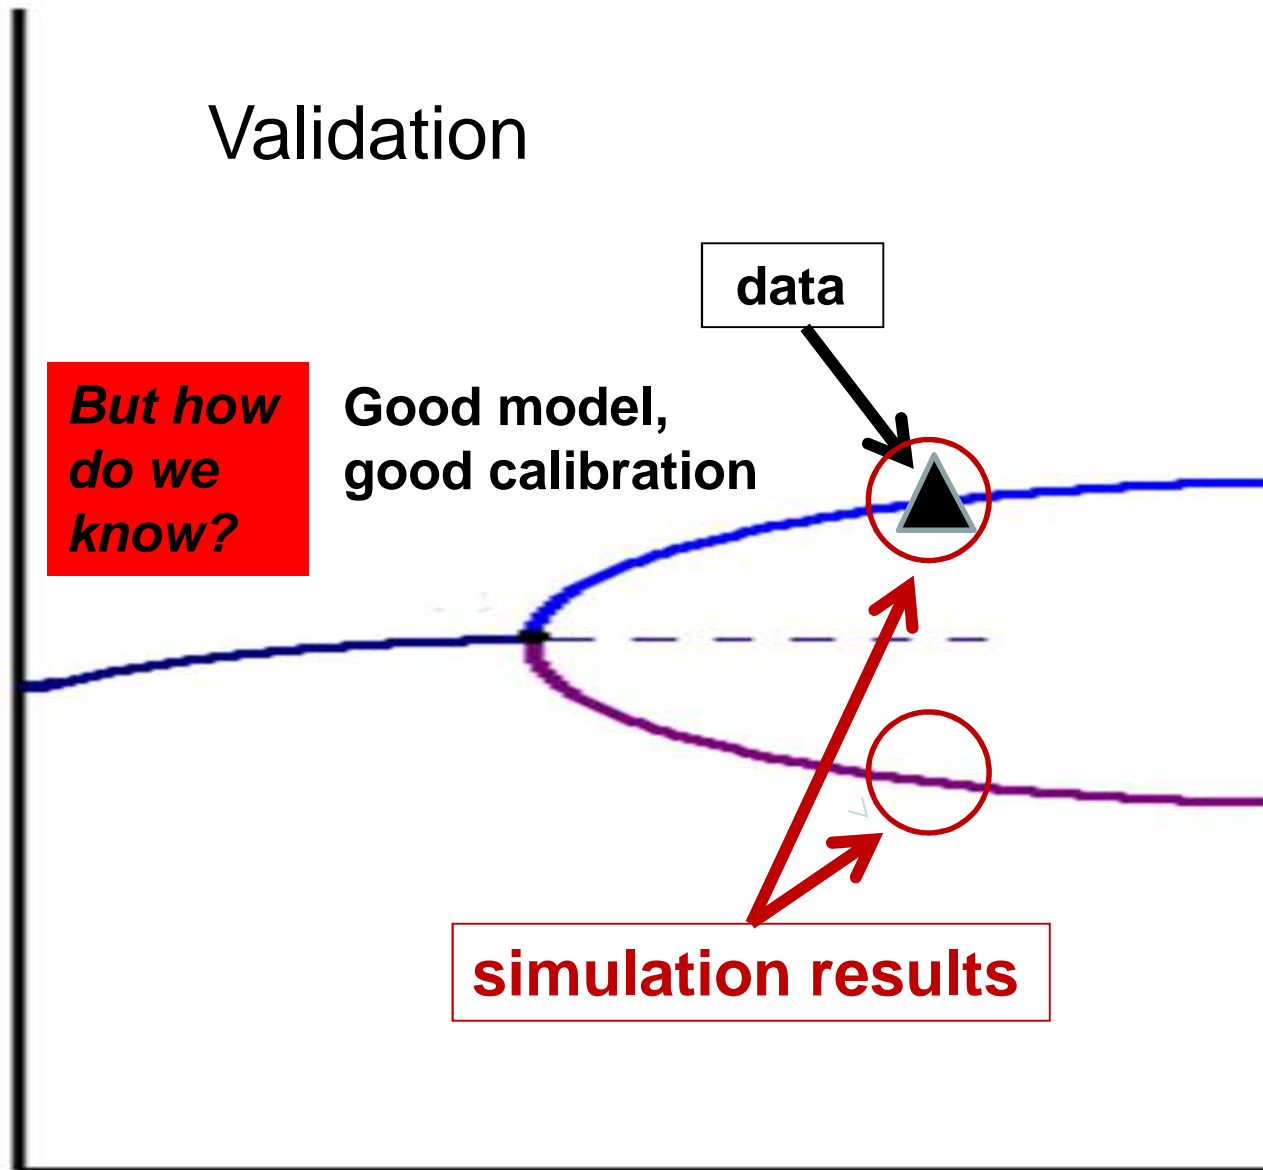 Validation
data
But how
do we
know?
Good model,
good calibration
simulation results